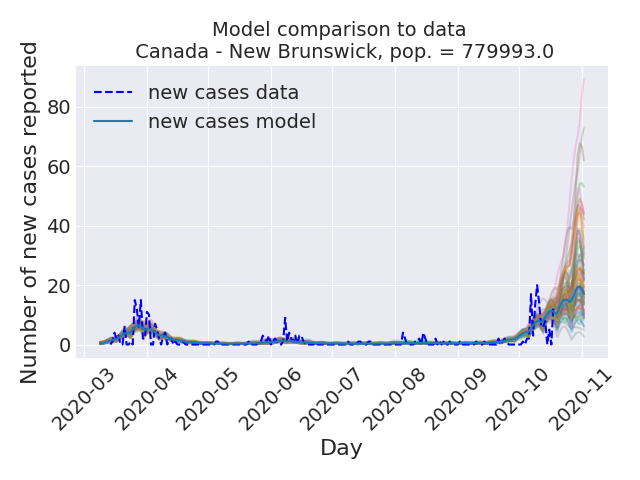 Model comparison to data
Canada - New Brunswick, pop. = 779993.0
Number of new cases reported
80
60
40
20
0
new cases data
new cases model
2020-03
2020-04
2020-05
2020-06
2020-07
2020-08
2020-09
2020-10
2020-11
Day